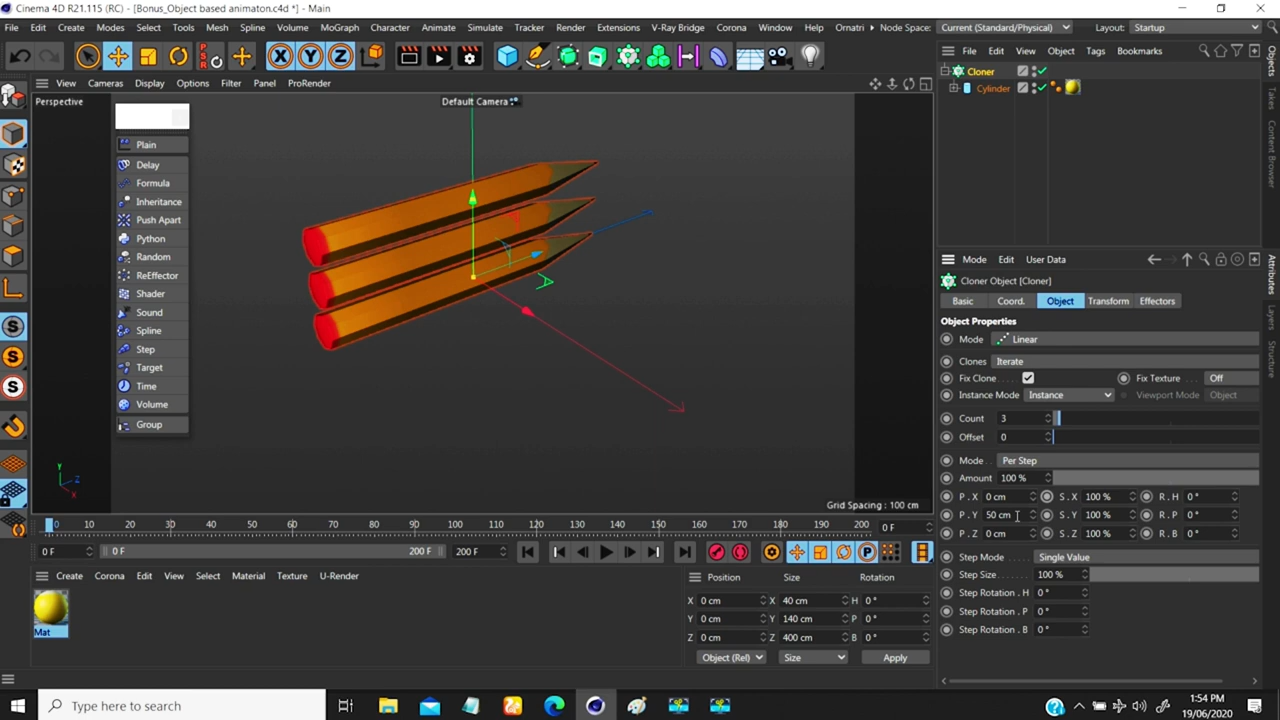 Cinema 4D R21.115 (RC) - [Bonus_Object based animaton.c4d *] - Main
File Edit Create Modes Select Tools Mesh Spline Volume MoGraph Character Animate Simulate Tracker Render Extensions V-Ray Bridge Corona Window Help Ornatri Node Space: Current (Standard/Physical) Layout: Startup
PSR
X Y Z
File Edit View Object Tags Bookmarks
Cloner
Cylinder
View Cameras Display Options Filter Panel ProRender
Perspective
Default Camera
Plain
Delay
Formula
Inheritance
Push Apart
Python
Random
ReEffector
Shader
Sound
Spline
Step
Target
Time
Volume
Group
Y
Z
X
Grid Spacing : 100 cm
Objects
Takes
Content Browser
Attributes
Layers
Structure
Mode Edit User Data
Cloner Object [Cloner]
Basic Coord. Object Transform Effectors
Object Properties
Mode Linear
Clones Iterate
Fix Clone Fix Texture Off
Instance Mode Instance Viewport Mode Object
Count 3
Offset 0
Mode Per Step
Amount 100 %
P . X 0 cm S . X 100 % R . H 0 °
P . Y 50 cm S . Y 100 % R . P 0 °
P . Z 0 cm S . Z 100 % R . B 0 °
Step Mode Single Value
Step Size 100 %
Step Rotation . H 0 °
Step Rotation . P 0 °
Step Rotation . B 0 °
0 10 20 30 40 50 60 70 80 90 100 110 120 130 140 150 160 170 180 190 200 0 F
0 F 0 F 200 F 200 F
P
Create Corona Edit View Select Material Texture U-Render
Mat
Position Size Rotation
X 0 cm X 40 cm H 0 °
Y 0 cm Y 140 cm P 0 °
Z 0 cm Z 400 cm B 0 °
Object (Rel) Size Apply
Type here to search
1:54 PM
19/06/2020